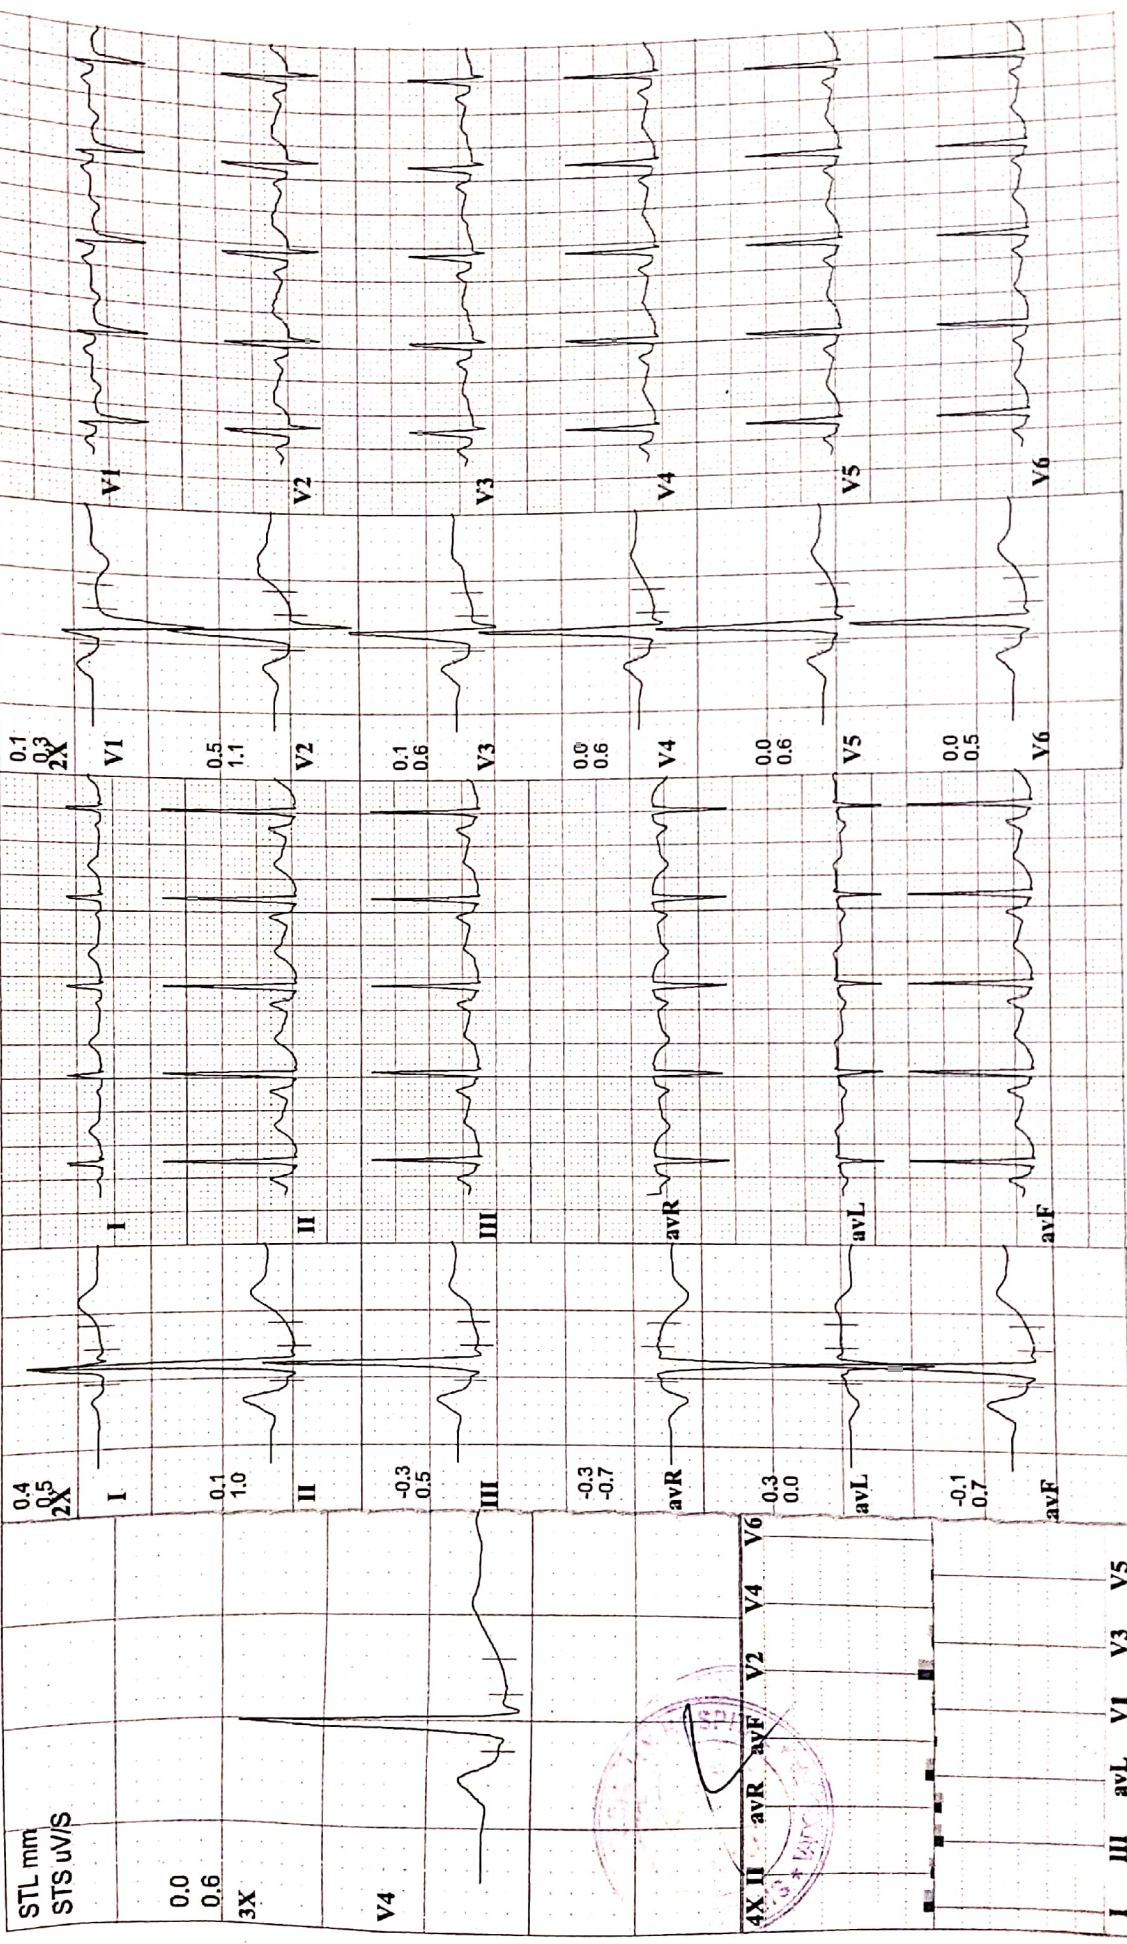 STL mm
STS uV/S
0.0
0.6
3X
V4
4X II avR avF V2 V4 V6
I III avL V1 V3 V5
0.4
0.5
2X
I
0.1
1.0
II
-0.3
0.5
III
-0.3
-0.7
avR
0.3
0.0
avL
-0.1
0.7
avF
I
II
III
avR
avL
avF
0.1
0.3
2X
V1
0.5
1.1
V2
0.1
0.6
V3
0.0
0.6
V4
0.0
0.6
V5
0.0
0.5
V6
V1
V2
V3
V4
V5
V6